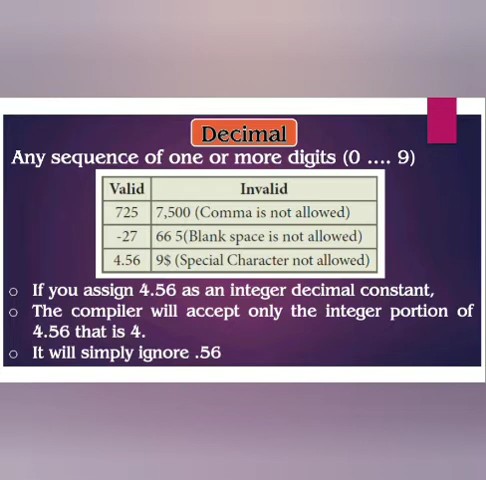 Decimal
Any sequence of one or more digits (0 .... 9)
Valid Invalid
725 7,500 (Comma is not allowed)
-27 66 5(Blank space is not allowed)
4.56 9$ (Special Character not allowed)
o If you assign 4.56 as an integer decimal constant,
o The compiler will accept only the integer portion of
4.56 that is 4.
o It will simply ignore .56